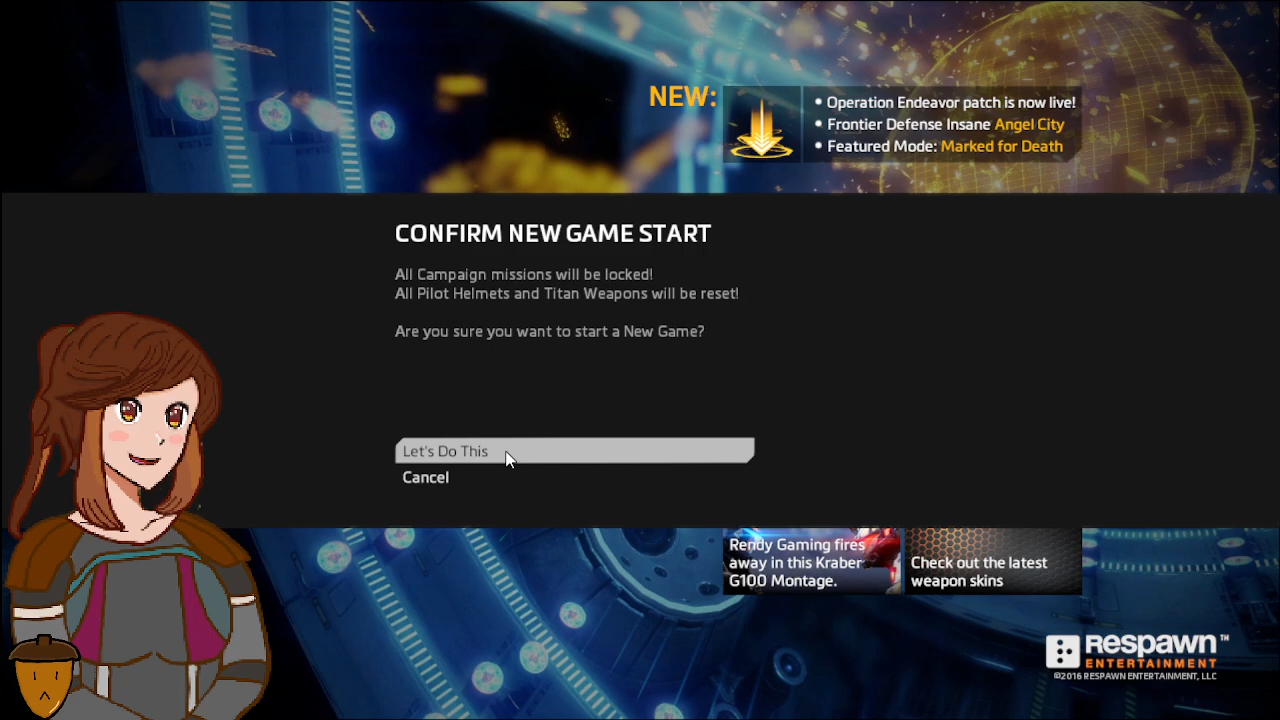 NEW:
• Operation Endeavor patch is now live!
• Frontier Defense Insane Angel City
• Featured Mode: Marked for Death
CONFIRM NEW GAME START
All Campaign missions will be locked!
All Pilot Helmets and Titan Weapons will be reset!
Are you sure you want to start a New Game?
Let's Do This
Cancel
Rendy Gaming fires
away in this Kraber
G100 Montage.
Check out the latest
weapon skins
Respawn™
ENTERTAINMENT
©2016 RESPAWN ENTERTAINMENT, LLC